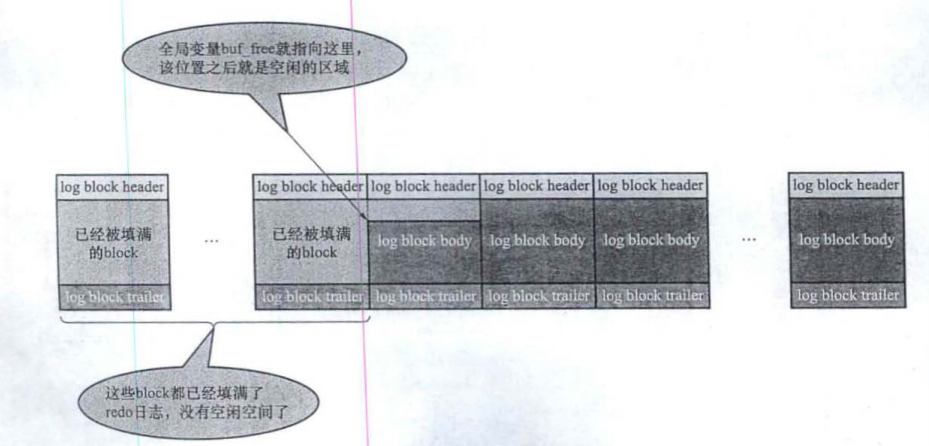 全局变量buf_free就指向这里，
该位置之后就是空闲的区域
log block header
log block header
log block header
log block header
log block header
log block header
已经被填满
的block
...
已经被填满
的block
log block body
log block body
log block body
...
log block body
log block trailer
log block trailer
log block trailer
log block trailer
log block trailer
log block trailer
这些block都已经填满了
redo日志，没有空闲空间了